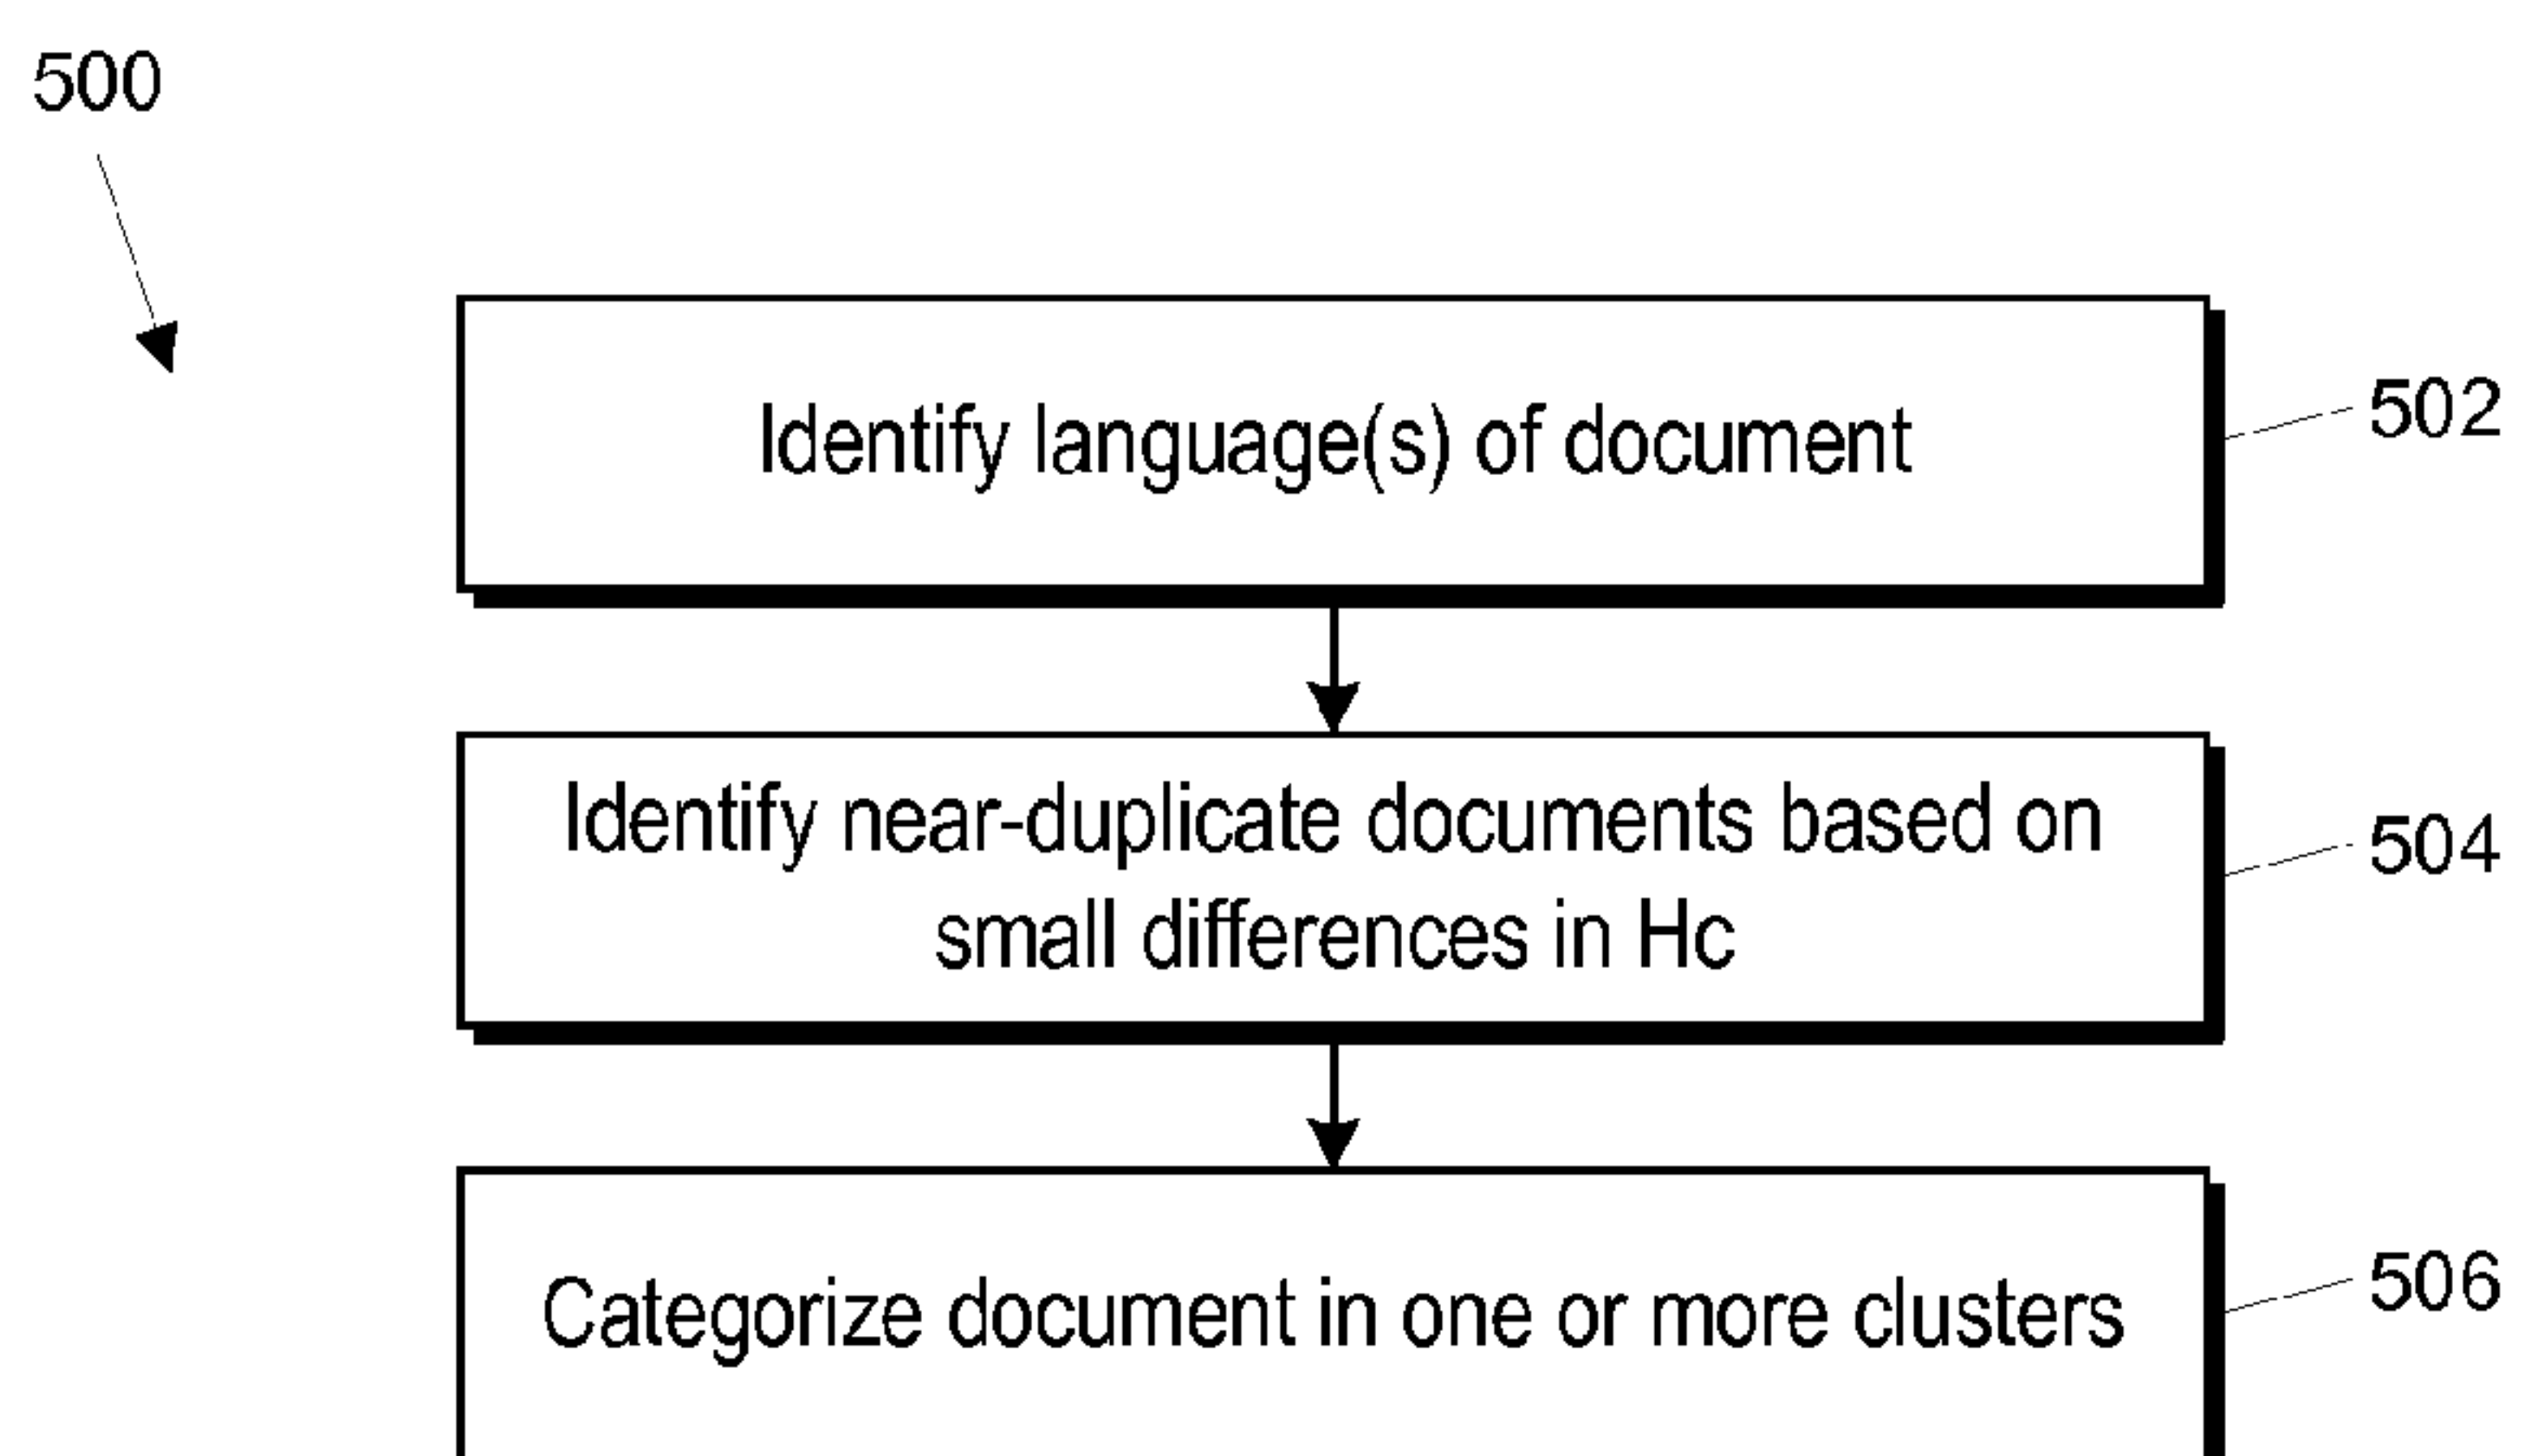 500
Identify language(s) of document
502
Identify near-duplicate documents based on
small differences in Hc
504
Categorize document in one or more clusters
506